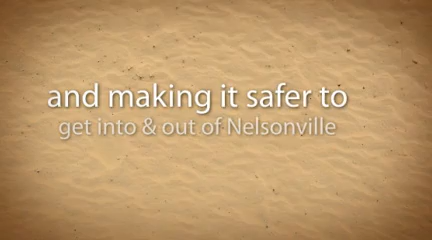 and making it safer to
get into & out of Nelsonville